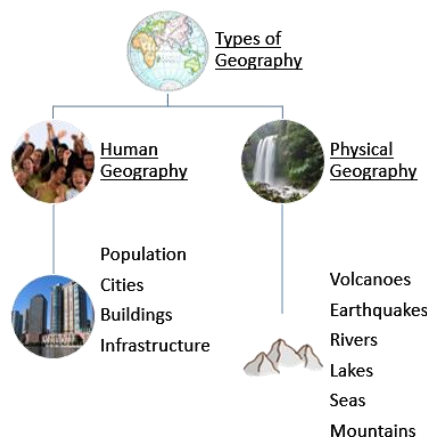 Types of
Geography
Human
Geography
Physical
Geography
Population
Cities
Buildings
Infrastructure
Volcanoes
Earthquakes
Rivers
Lakes
Seas
Mountains